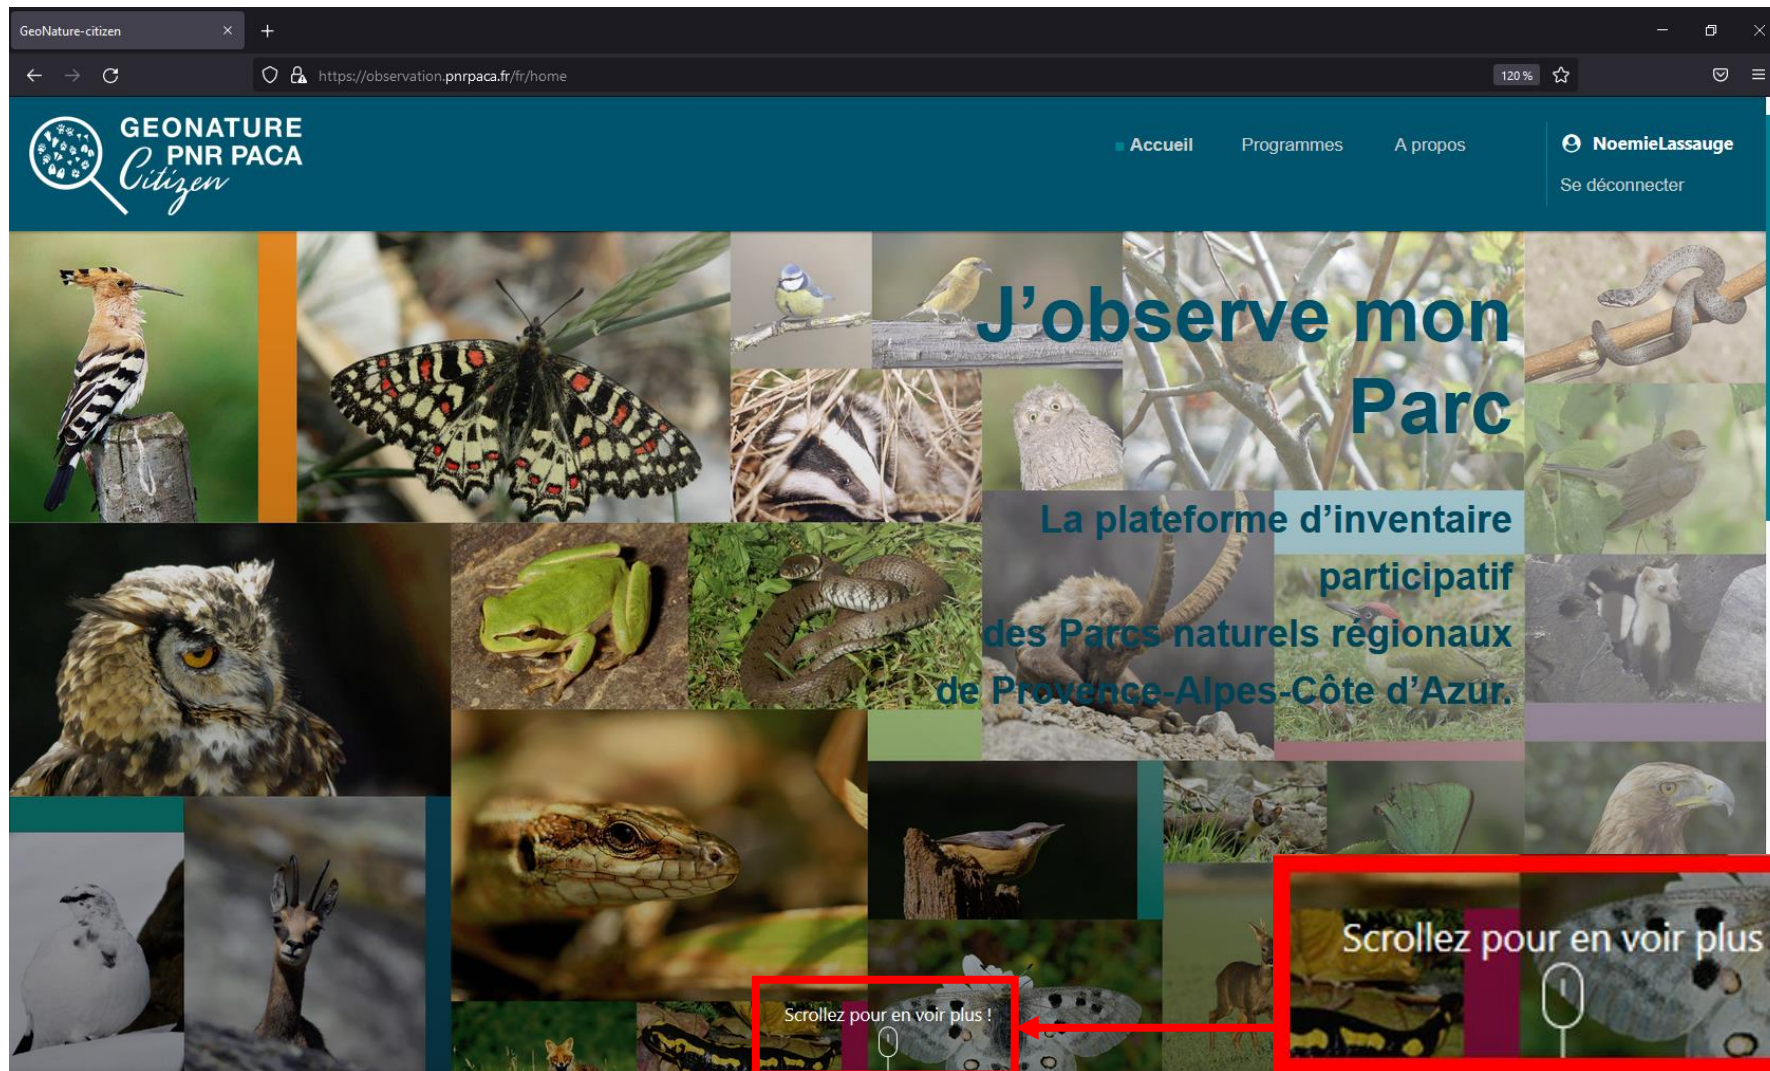 GeoNature-citizen
https://observation.pnrpaca.fr/fr/home
120 %
GEONATURE
PNR PACA
Citizen
Accueil
Programmes
A propos
NoemieLassauge
Se déconnecter
J'observe mon
Parc
La plateforme d'inventaire
participatif
des Parcs naturels régionaux
de Provence-Alpes-Côte d'Azur.
Scrollez pour en voir plus !
Scrollez pour en voir plus